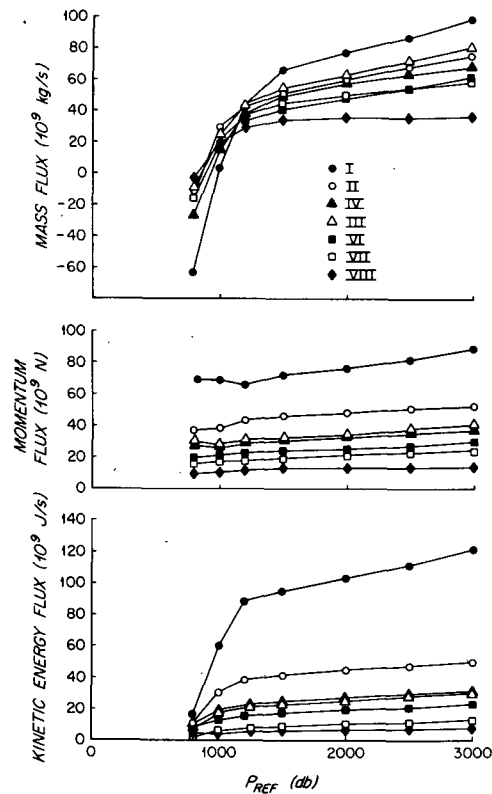 MASS FLUX (10⁹ kg/s)
100
80
60
40
20
0
-20
-40
-60
-80
I
II
IV
III
VI
VII
VIII
MOMENTUM
FLUX (10⁹ N)
100
80
60
40
20
0
KINETIC ENERGY FLUX (10⁹ J/s)
140
120
100
80
60
40
20
0
0
1000
2000
3000
P_REF (db)